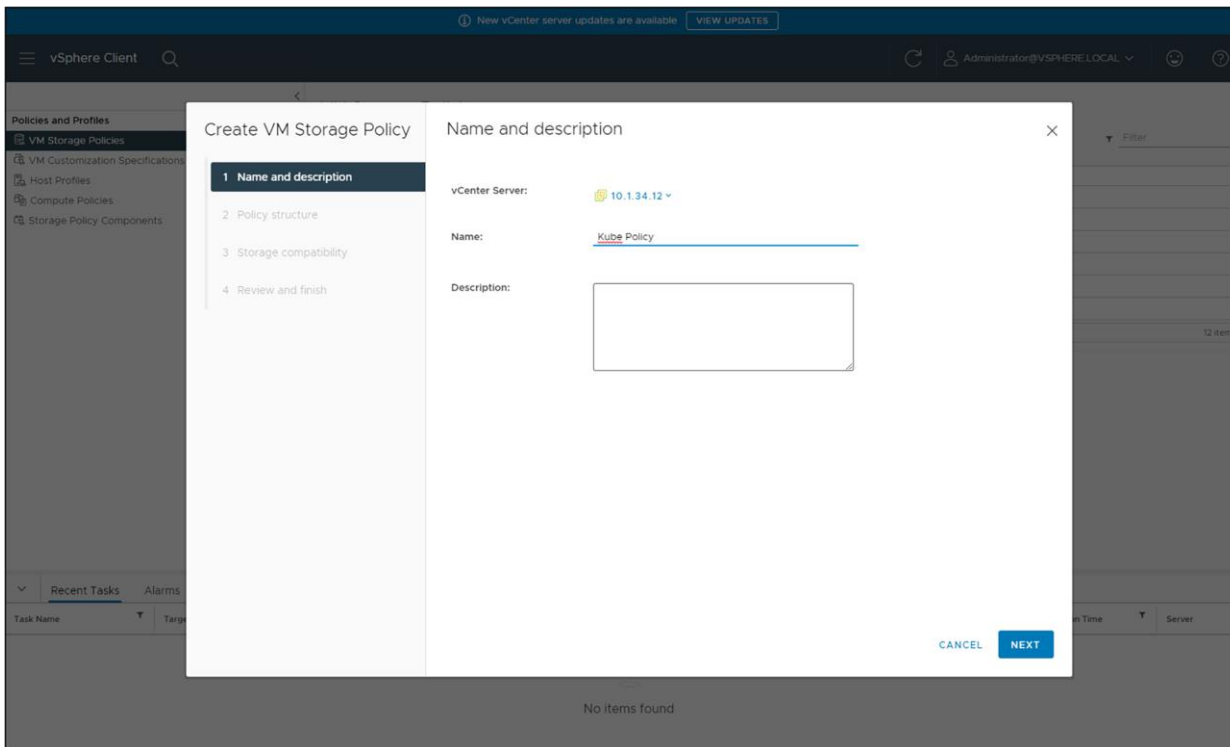 New vCenter server updates are available VIEW UPDATES
vSphere Client
Administrator@VSPHERE.LOCAL
Policies and Profiles
VM Storage Policies
VM Customization Specifications
Host Profiles
Compute Policies
Storage Policy Components
Filter
12 item
Create VM Storage Policy
1 Name and description
2 Policy structure
3 Storage compatibility
4 Review and finish
Name and description
vCenter Server: 10.1.34.12
Name: Kube Policy
Description:
CANCEL NEXT
Recent Tasks Alarms
Task Name Targe on Time Server
No items found